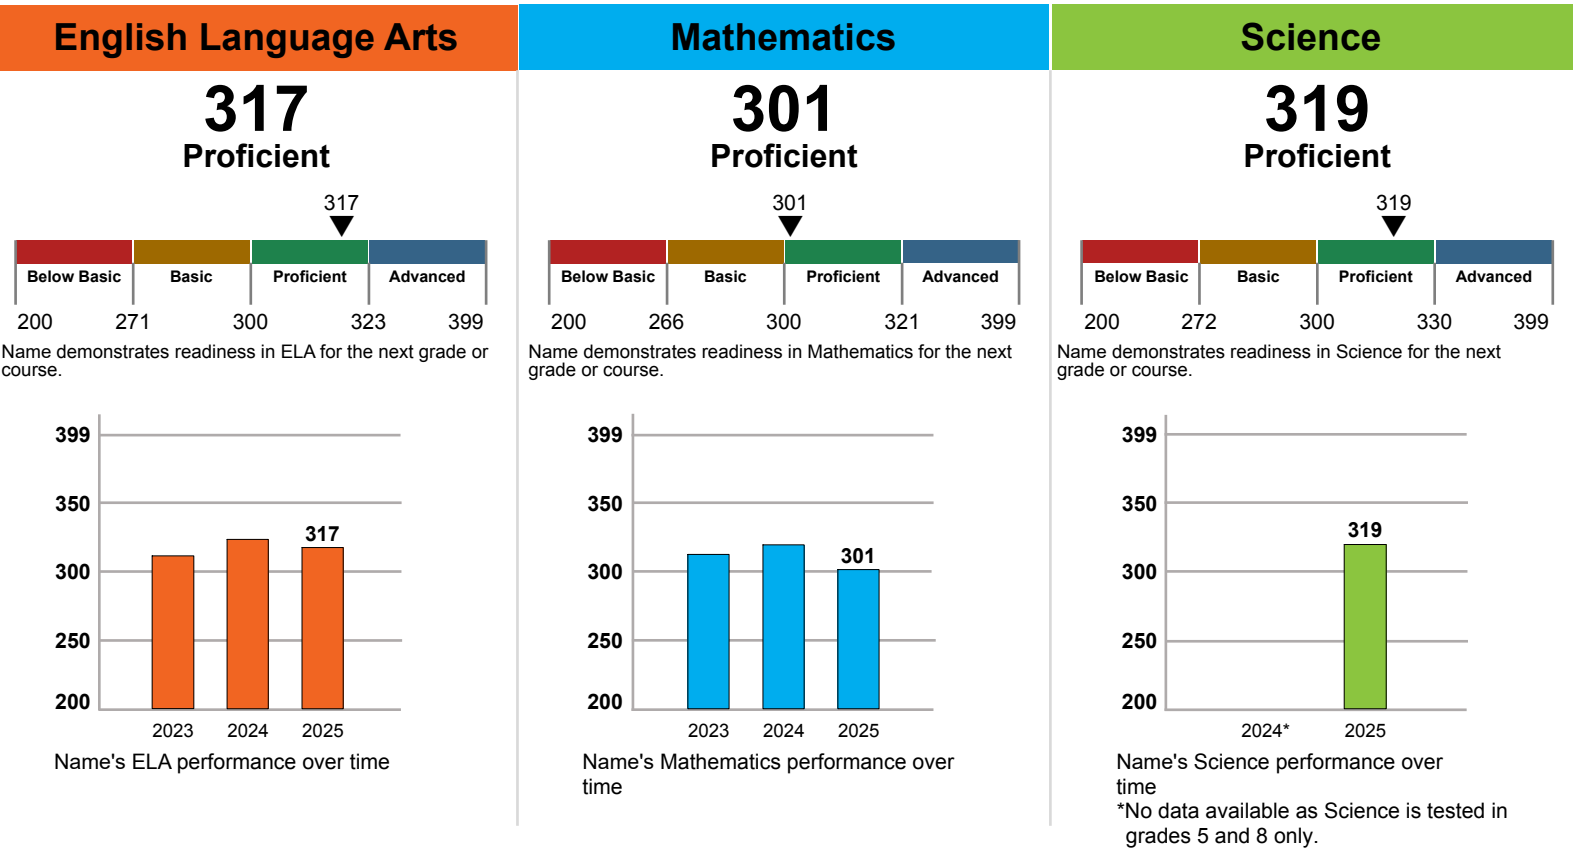 English Language Arts
317
Proficient
317
Below Basic Basic Proficient Advanced
200 271 300 323 399
Name demonstrates readiness in ELA for the next grade or
course.
399
350
317
300
250
200
2023 2024 2025
Name's ELA performance over time
Mathematics
301
Proficient
301
Below Basic Basic Proficient Advanced
200 266 300 321 399
Name demonstrates readiness in Mathematics for the next
grade or course.
399
350
301
300
250
200
2023 2024 2025
Name's Mathematics performance over
time
Science
319
Proficient
319
Below Basic Basic Proficient Advanced
200 272 300 330 399
Name demonstrates readiness in Science for the next
grade or course.
399
350
319
300
250
200
2024* 2025
Name's Science performance over
time
*No data available as Science is tested in
grades 5 and 8 only.